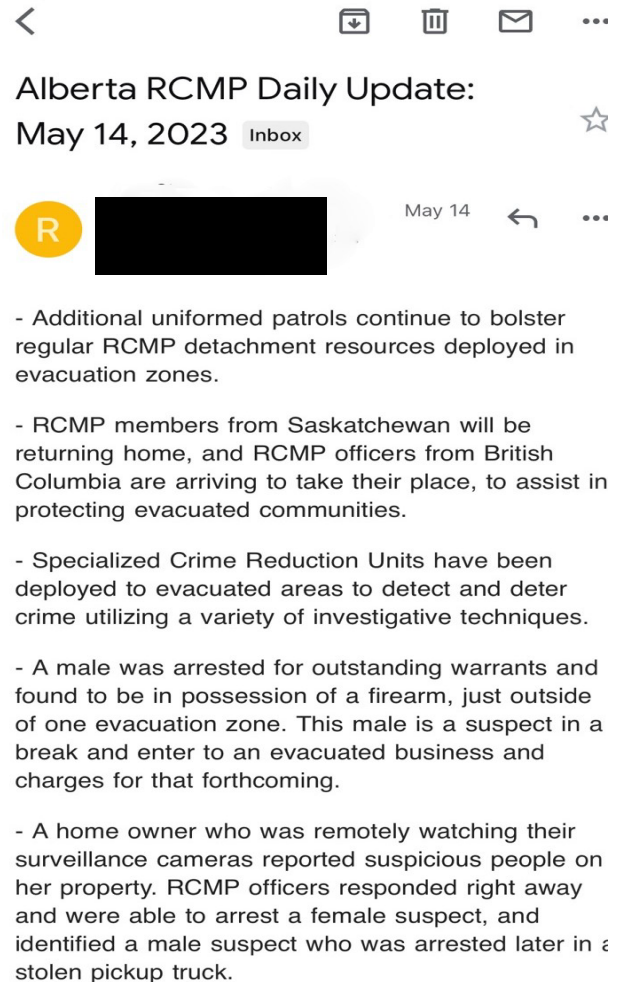 Alberta RCMP Daily Update:
May 14, 2023 Inbox
R
May 14
- Additional uniformed patrols continue to bolster
regular RCMP detachment resources deployed in
evacuation zones.
- RCMP members from Saskatchewan will be
returning home, and RCMP officers from British
Columbia are arriving to take their place, to assist in
protecting evacuated communities.
- Specialized Crime Reduction Units have been
deployed to evacuated areas to detect and deter
crime utilizing a variety of investigative techniques.
- A male was arrested for outstanding warrants and
found to be in possession of a firearm, just outside
of one evacuation zone. This male is a suspect in a
break and enter to an evacuated business and
charges for that forthcoming.
- A home owner who was remotely watching their
surveillance cameras reported suspicious people on
her property. RCMP officers responded right away
and were able to arrest a female suspect, and
identified a male suspect who was arrested later in a
stolen pickup truck.